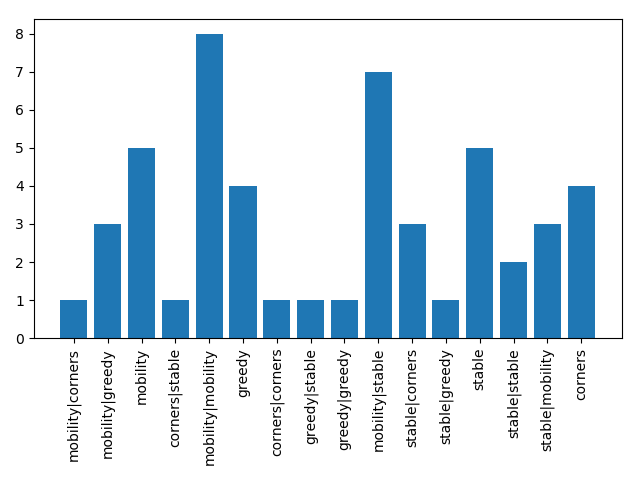 8
7
6
5
4
3
2
1
0
mobility|corners
mobility|greedy
mobility
corners|stable
mobility|mobility
greedy
corners|corners
greedy|stable
greedy|greedy
mobility|stable
stable|corners
stable|greedy
stable
stable|stable
stable|mobility
corners